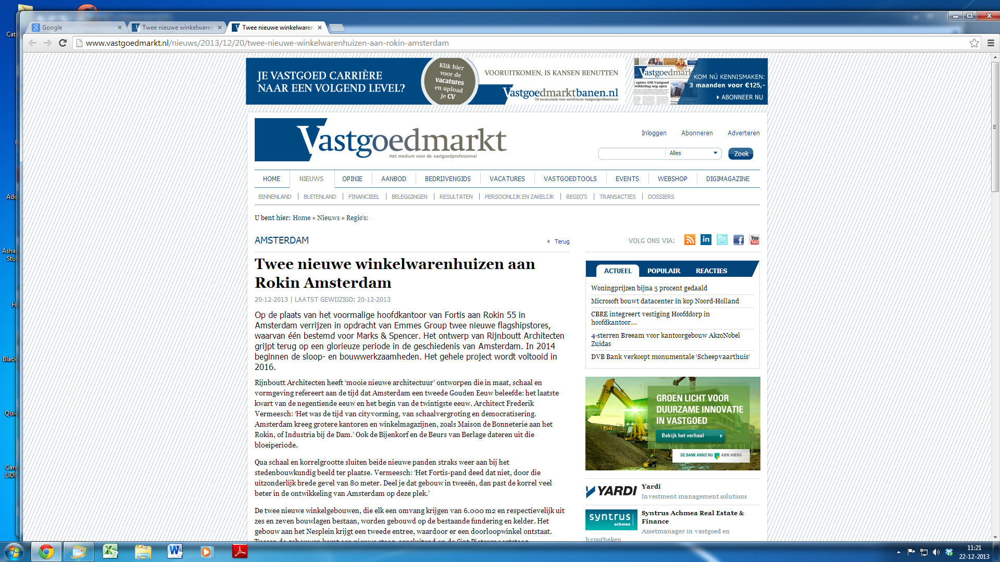 Google
Twee nieuwe winkelwaren
Twee nieuwe winkelwaren
www.vastgoedmarkt.nl/nieuws/2013/12/20/twee-nieuwe-winkelwarenhuizen-aan-rokin-amsterdam
JE VASTGOED CARRIÈRE
NAAR EEN VOLGEND LEVEL?
Klik hier
voor de
vacatures
en upload
je CV
VOORUITKOMEN, IS KANSEN BENUTTEN
Vastgoedmarktbanen.nl
Dé vacaturesite voor ambitieuze vastgoedprofessionals
Vastgoedmarkt
KOM NÚ KENNISMAKEN:
3 maanden voor €125,-
ABONNEER NU
Vastgoedmarkt
Het medium voor de vastgoedprofessional
Inloggen Abonneren Adverteren
Alles Zoek
HOME NIEUWS OPINIE AANBOD BEDRIJVENGIDS VACATURES VASTGOEDTOOLS EVENTS WEBSHOP DIGIMAGAZINE
BINNENLAND BUITENLAND FINANCIEEL BELEGGINGEN RESULTATEN PERSOONLIJK EN ZAKELIJK REGIO'S TRANSACTIES DOSSIERS
U bent hier: Home » Nieuws » Regio's:
AMSTERDAM
Terug
Twee nieuwe winkelwarenhuizen aan
Rokin Amsterdam
20-12-2013 | LAATST GEWIJZIGD: 20-12-2013
Op de plaats van het voormalige hoofdkantoor van Fortis aan Rokin 55 in
Amsterdam verrijzen in opdracht van Emmes Group twee nieuwe flagshipstores,
waarvan één bestemd voor Marks & Spencer. Het ontwerp van Rijnboutt Architecten
grijpt terug op een glorieuze periode in de geschiedenis van Amsterdam. In 2014
beginnen de sloop- en bouwwerkzaamheden. Het gehele project wordt voltooid in
2016.
Rijnboutt Architecten heeft ‘mooie nieuwe architectuur’ ontworpen die in maat, schaal en
vormgeving refereert aan de tijd dat Amsterdam een tweede Gouden Eeuw beleefde: het laatste
kwart van de negentiende eeuw en het begin van de twintigste eeuw. Architect Frederik
Vermeesch: ‘Het was de tijd van cityvorming, van schaalvergroting en democratisering.
Amsterdam kreeg grotere kantoren en winkelmagazijnen, zoals Maison de Bonneterie aan het
Rokin, of Industria bij de Dam.’ Ook de Bijenkorf en de Beurs van Berlage dateren uit die
bloeiperiode.
Qua schaal en korrelgrootte sluiten beide nieuwe panden straks weer aan bij het
stedenbouwkundig beeld ter plaatse. Vermeesch: ‘Het Fortis-pand deed dat niet, door die
uitzonderlijk brede gevel van 80 meter. Deel je dat gebouw in tweeën, dan past de korrel veel
beter in de ontwikkeling van Amsterdam op deze plek.’
De twee nieuwe winkelgebouwen, die elk een omvang krijgen van 6.000 m2 en respectievelijk uit
zes en zeven bouwlagen bestaan, worden gebouwd op de bestaande fundering en kelder. Het
gebouw aan het Nesplein krijgt een tweede entree, waardoor er een doorloopwinkel ontstaat.
VOLG ONS VIA:
ACTUEEL POPULAIR REACTIES
Woningprijzen bijna 5 procent gedaald
Microsoft bouwt datacenter in kop Noord-Holland
CBRE integreert vestiging Hoofddorp in
hoofdkantoor...
4-sterren Breeam voor kantoorgebouw AkzoNobel
Zuidas
DVB Bank verkoopt monumentale ‘Scheepvaarthuis’
GROEN LICHT VOOR
DUURZAME INNOVATIE
IN VASTGOED
Bekijk het verhaal
DE BANK ANNO NU ABN·AMRO
YARDI
Yardi
Investment management solutions
syntrus
achmea
Syntrus Achmea Real Estate &
Finance
Assetmanager in vastgoed en
hypotheken
11:21
22-12-2013